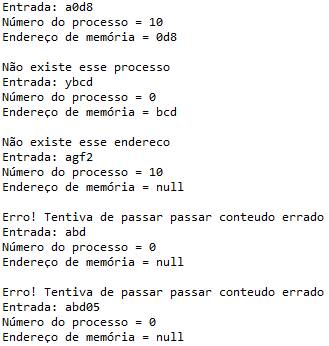 Entrada: a0d8
Número do processo = 10
Endereço de memória = 0d8
Não existe esse processo
Entrada: ybcd
Número do processo = 0
Endereço de memória = bcd
Não existe esse endereco
Entrada: agf2
Número do processo = 10
Endereço de memória = null
Erro! Tentiva de passar passar conteudo errado
Entrada: abd
Número do processo = 0
Endereço de memória = null
Erro! Tentiva de passar passar conteudo errado
Entrada: abd05
Número do processo = 0
Endereço de memória = null